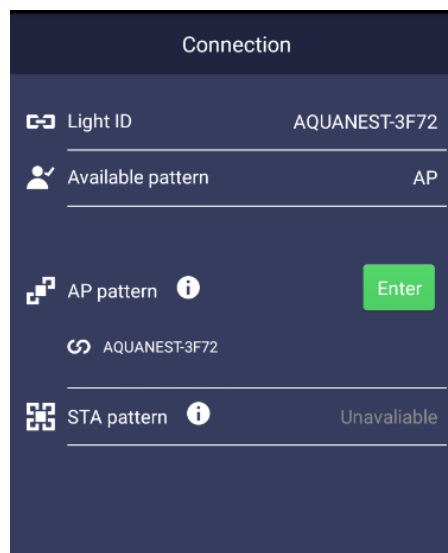 Connection
Light ID AQUANEST-3F72
Available pattern AP
AP pattern i Enter
AQUANEST-3F72
STA pattern i Unavaliable